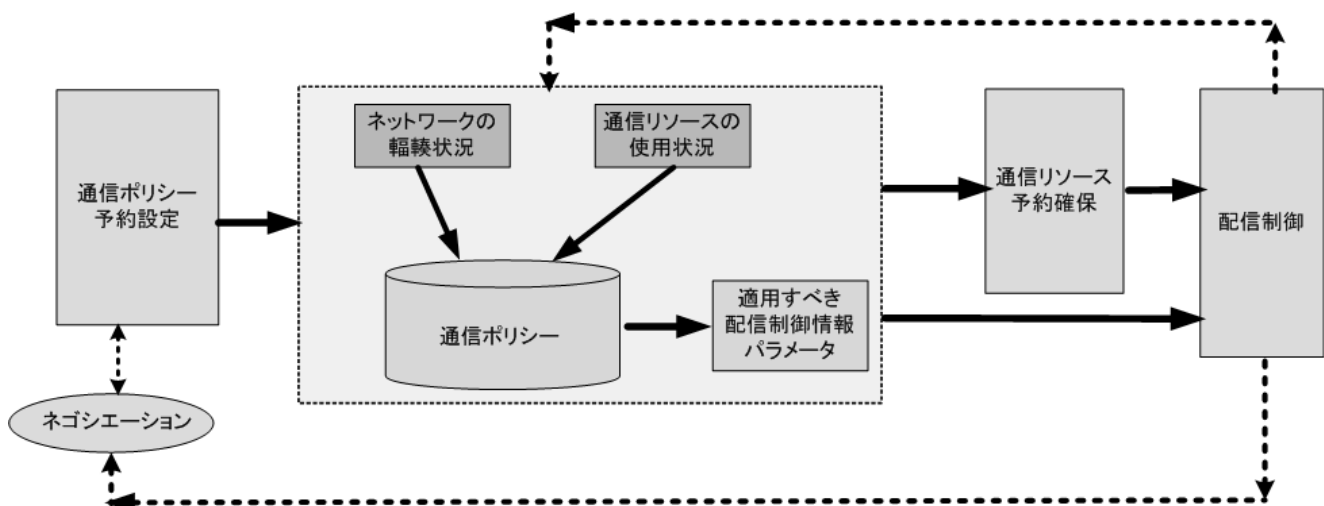 通信ポリシー
予約設定
ネットワークの
輻輳状況
通信リソースの
使用状況
通信ポリシー
適用すべき
配信制御情報
パラメータ
通信リソース
予約確保
配信制御
ネゴシエーション